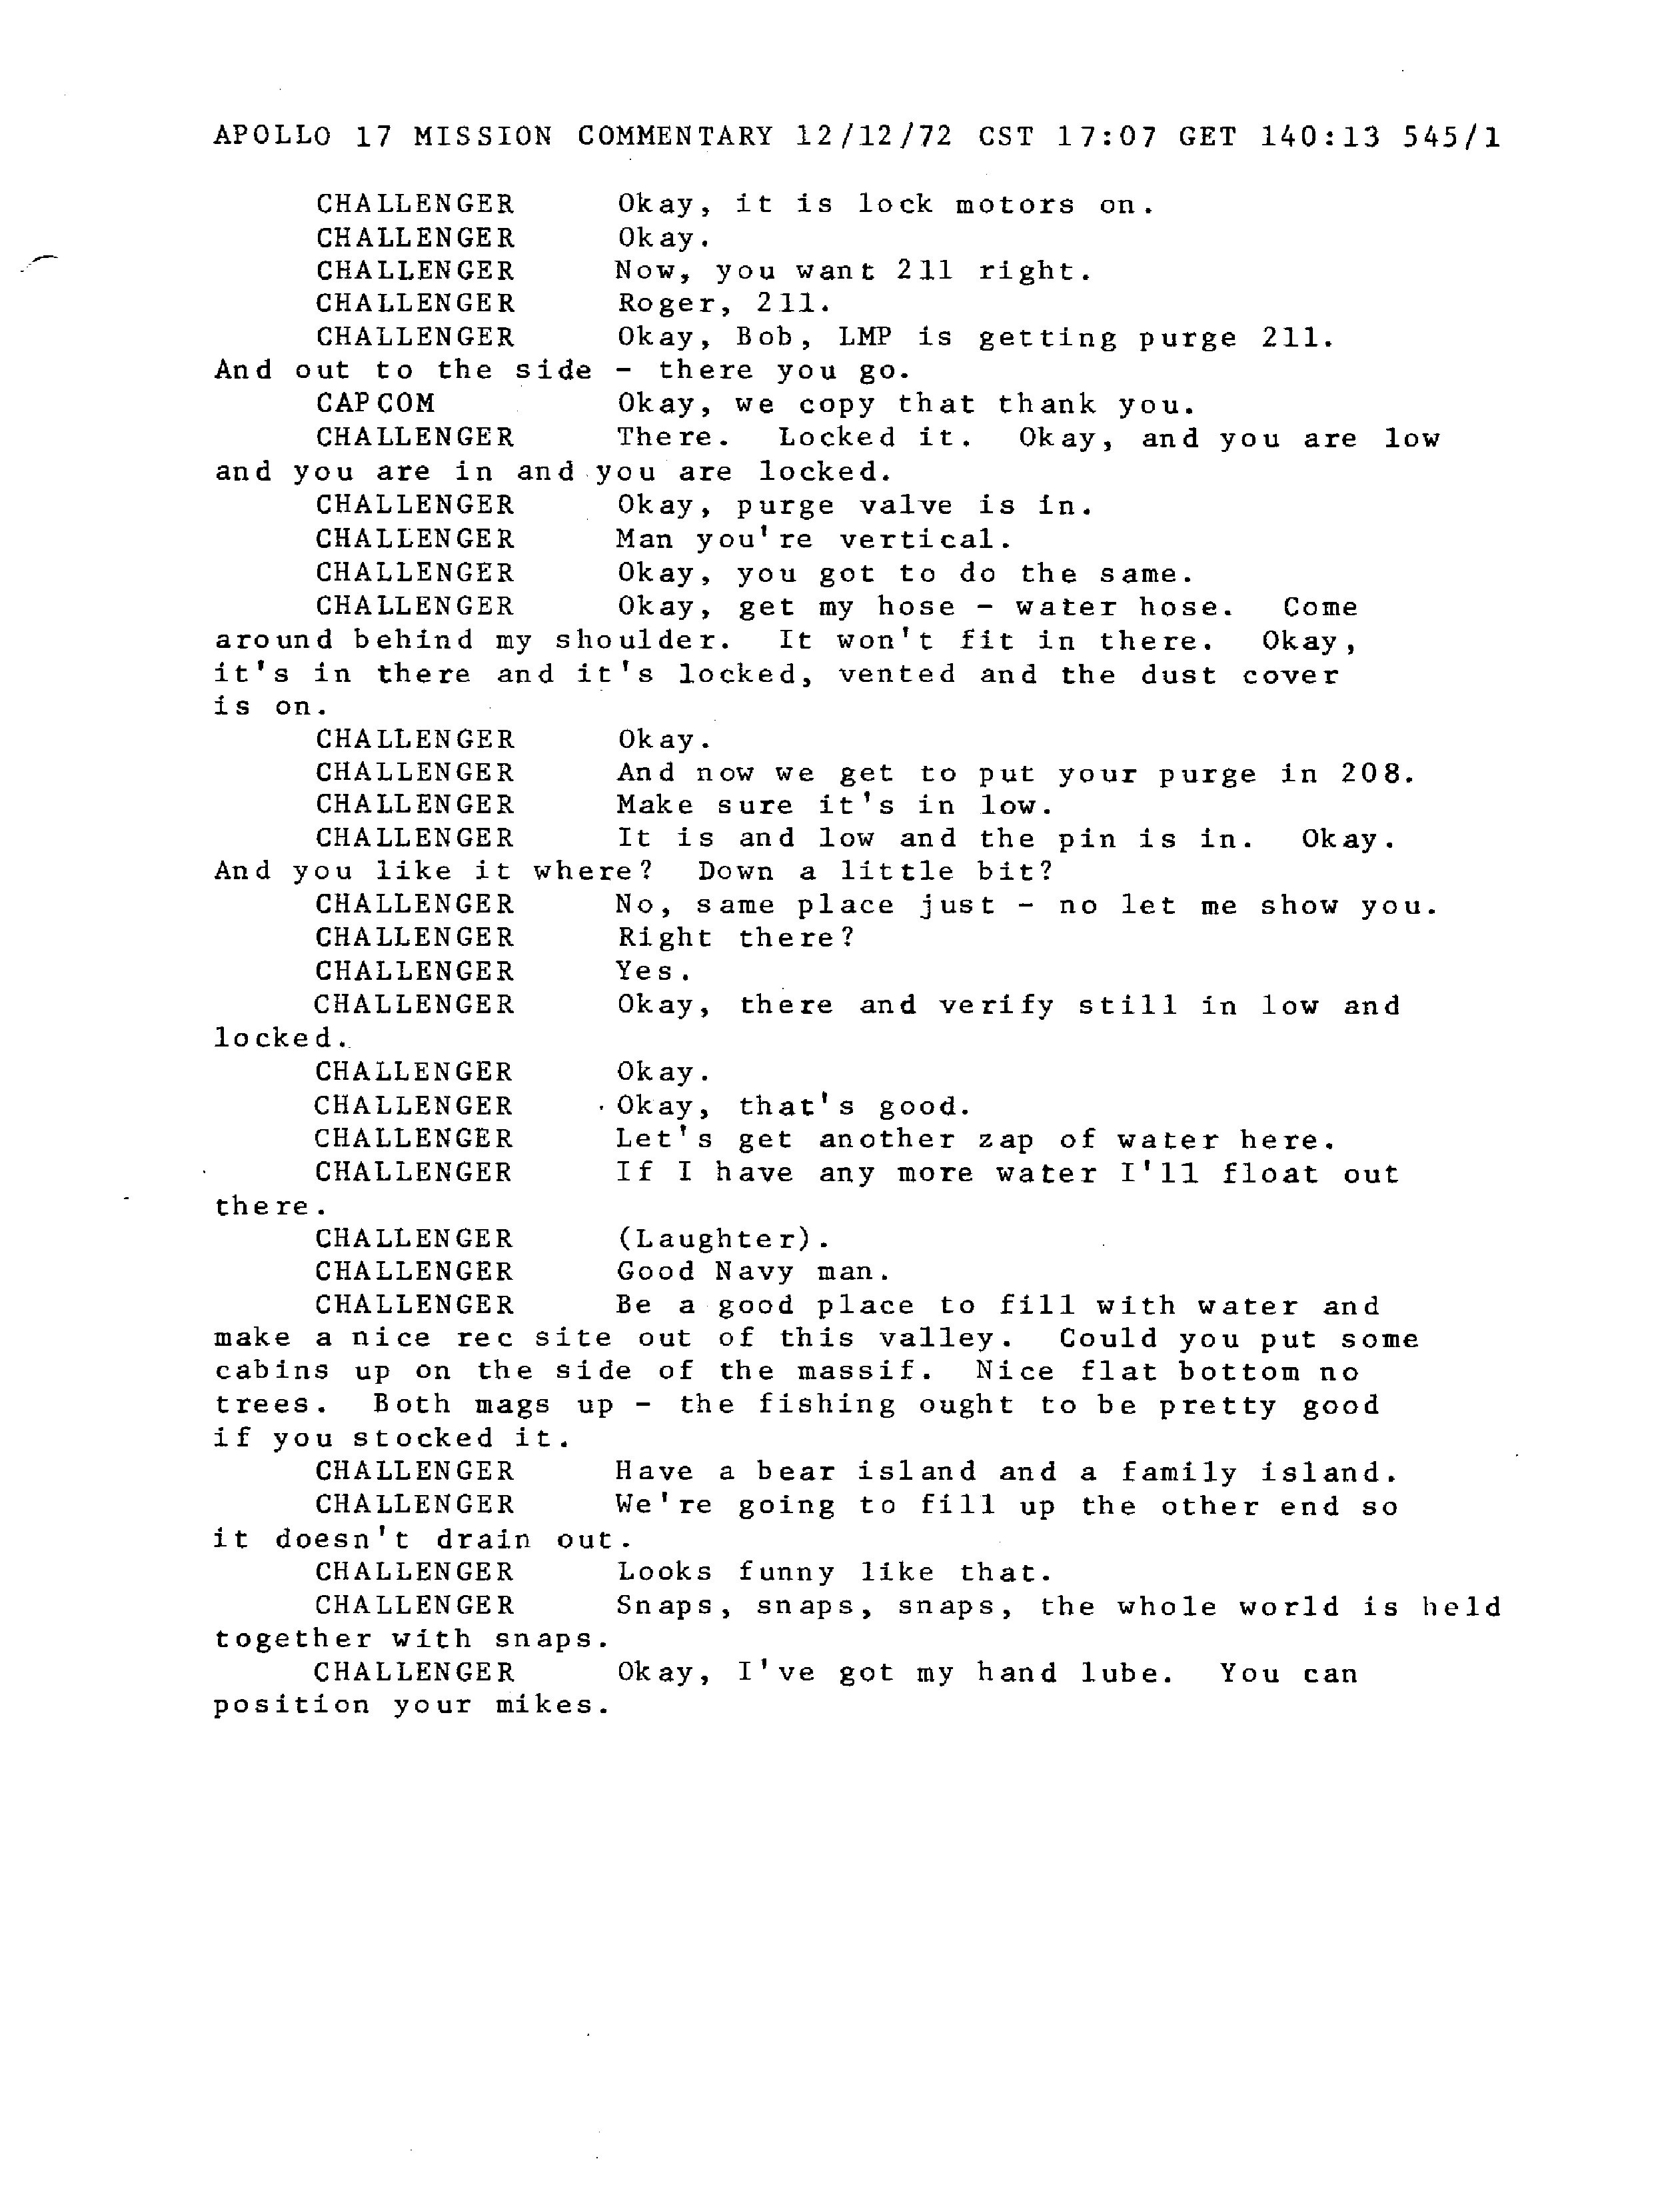 APOLLO 17 MISSION COMMENTARY 12/12/72 CST 17:07 GET 140:13 545/1
CHALLENGER Okay, it is lock motors on.
CHALLENGER Okay.
CHALLENGER Now, you want 211 right.
CHALLENGER Roger, 211.
CHALLENGER Okay, Bob, LMP is getting purge 211.
And out to the side - there you go.
CAPCOM Okay, we copy that thank you.
CHALLENGER There. Locked it. Okay, and you are low
and you are in and you are locked.
CHALLENGER Okay, purge valve is in.
CHALLENGER Man you're vertical.
CHALLENGER Okay, you got to do the same.
CHALLENGER Okay, get my hose - water hose. Come
around behind my shoulder. It won't fit in there. Okay,
it's in there and it's locked, vented and the dust cover
is on.
CHALLENGER Okay.
CHALLENGER And now we get to put your purge in 208.
CHALLENGER Make sure it's in low.
CHALLENGER It is and low and the pin is in. Okay.
And you like it where? Down a little bit?
CHALLENGER No, same place just - no let me show you.
CHALLENGER Right there?
CHALLENGER Yes.
CHALLENGER Okay, there and verify still in low and
locked.
CHALLENGER Okay.
CHALLENGER Okay, that's good.
CHALLENGER Let's get another zap of water here.
CHALLENGER If I have any more water I'll float out
there.
CHALLENGER (Laughter).
CHALLENGER Good Navy man.
CHALLENGER Be a good place to fill with water and
make a nice rec site out of this valley. Could you put some
cabins up on the side of the massif. Nice flat bottom no
trees. Both mags up - the fishing ought to be pretty good
if you stocked it.
CHALLENGER Have a bear island and a family island.
CHALLENGER We're going to fill up the other end so
it doesn't drain out.
CHALLENGER Looks funny like that.
CHALLENGER Snaps, snaps, snaps, the whole world is held
together with snaps.
CHALLENGER Okay, I've got my hand lube. You can
position your mikes.